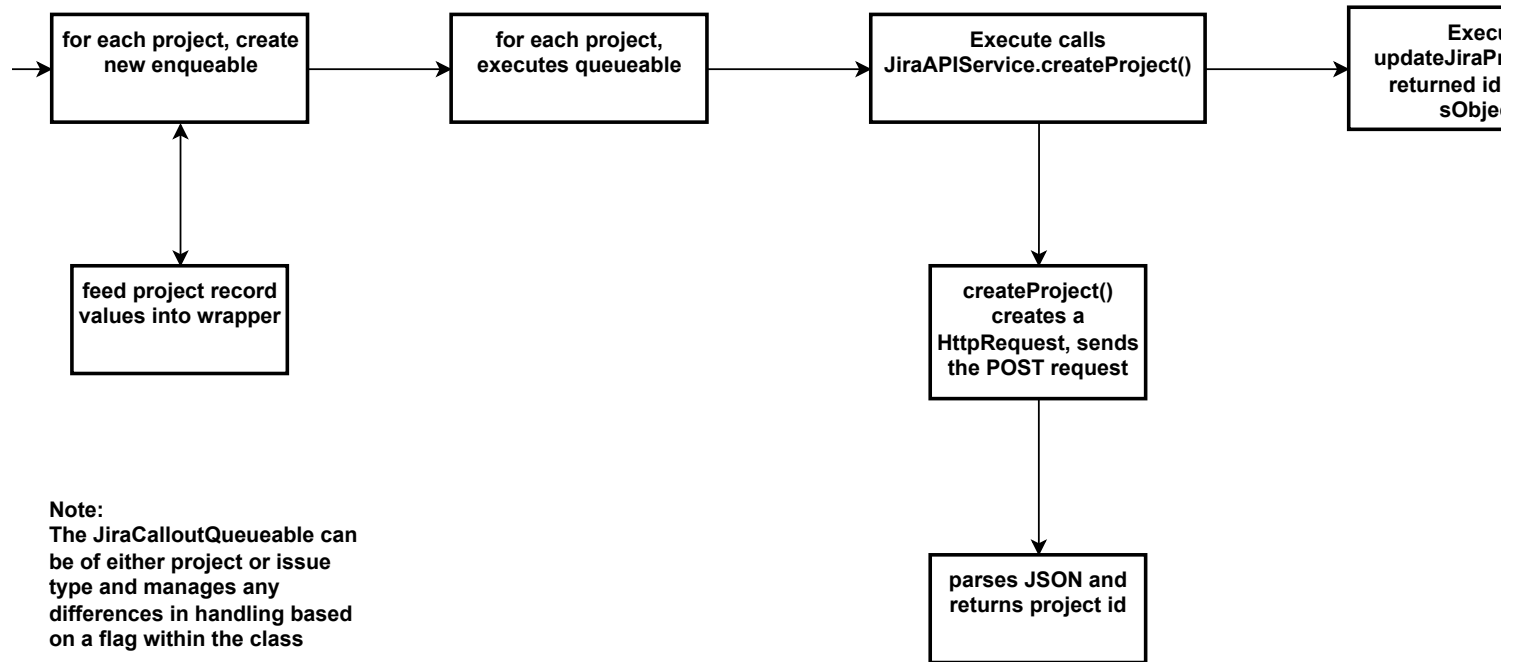 for each project, create
new enqueable
for each project,
executes queueable
Execute calls
JiraAPIService.createProject()
returned id
feed project record
values into wrapper
createProject()
creates a
HttpRequest, sends
the POST request
Note:
The JiraCalloutQueueable can
be of either project or issue
type and manages any
differences in handling based
on a flag within the class
parses JSON and
returns project id